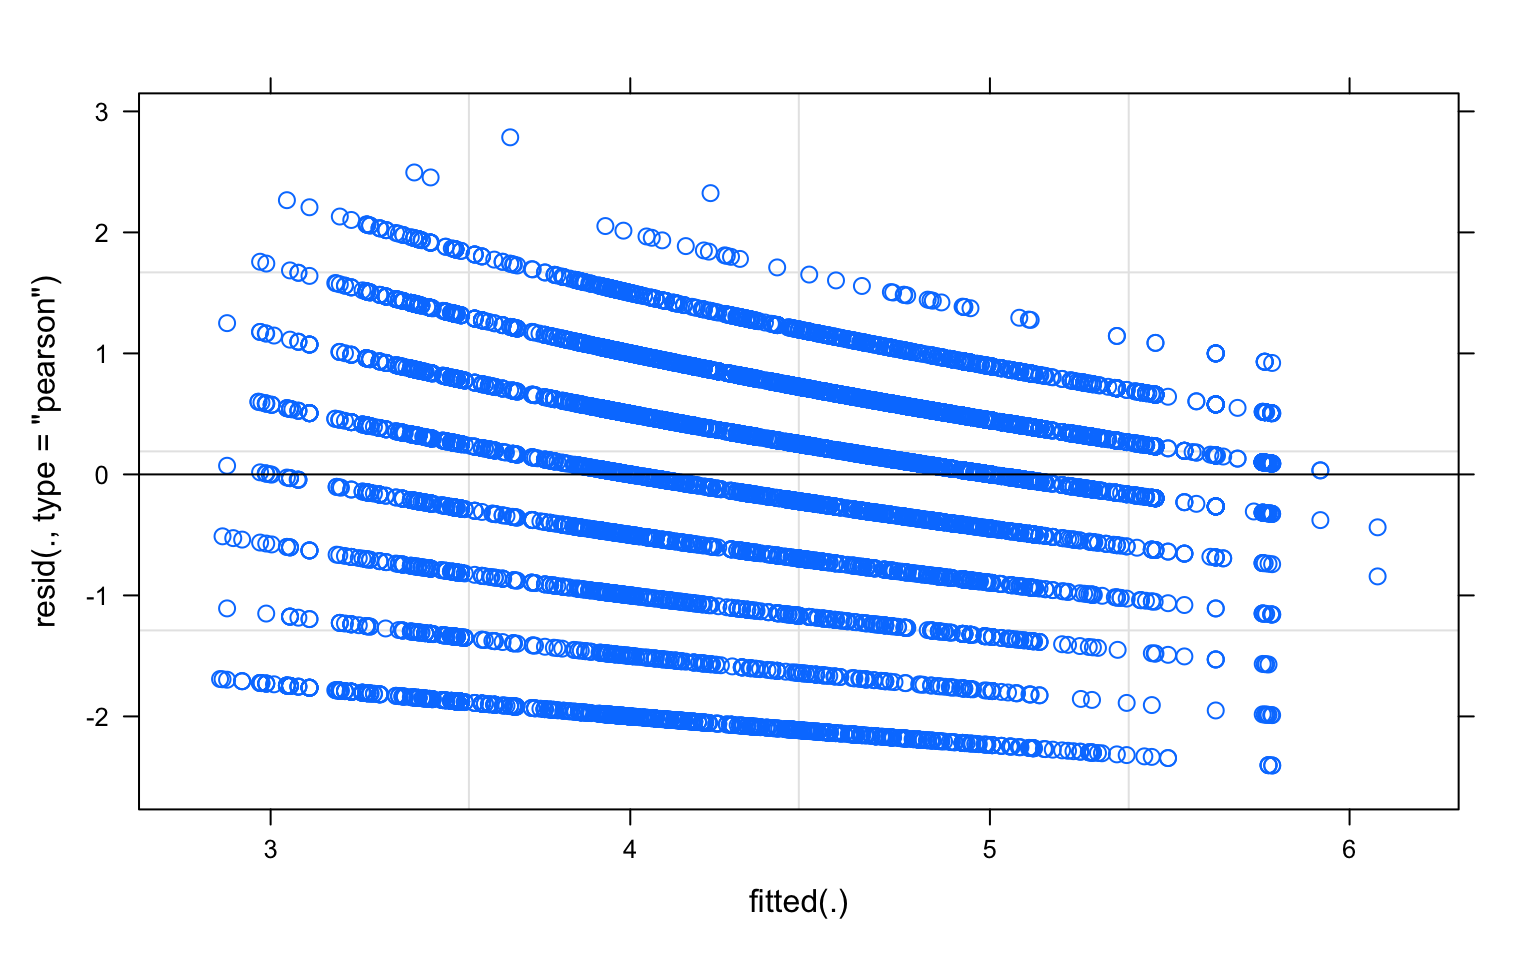 3
2
1
0
-1
-2
resid(., type = "pearson")
3 4 5 6
fitted(.)